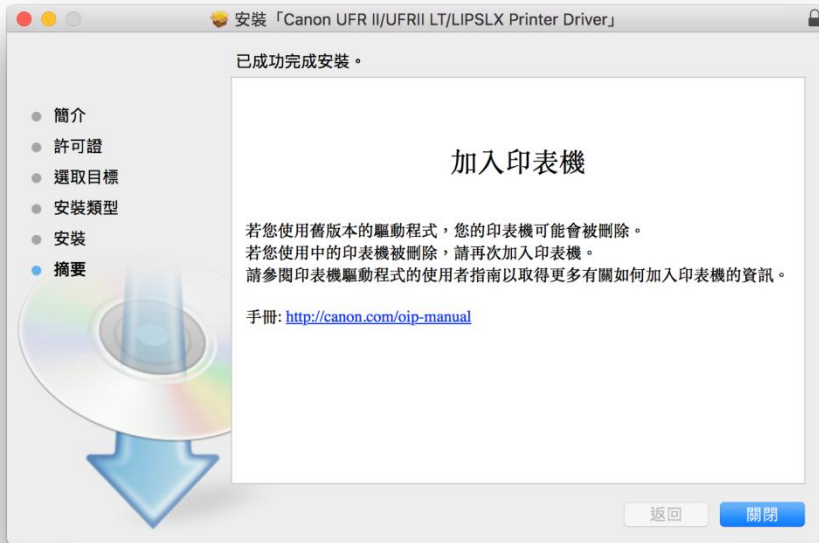 安裝「Canon UFR II/UFRII LT/LIPSLX Printer Driver」
已成功完成安裝。
簡介
許可證
選取目標
安裝類型
安裝
摘要
加入印表機
若您使用舊版本的驅動程式，您的印表機可能會被刪除。
若您使用中的印表機被刪除，請再次加入印表機。
請參閱印表機驅動程式的使用者指南以取得更多有關如何加入印表機的資訊。
手冊: http://canon.com/oip-manual
返回
關閉